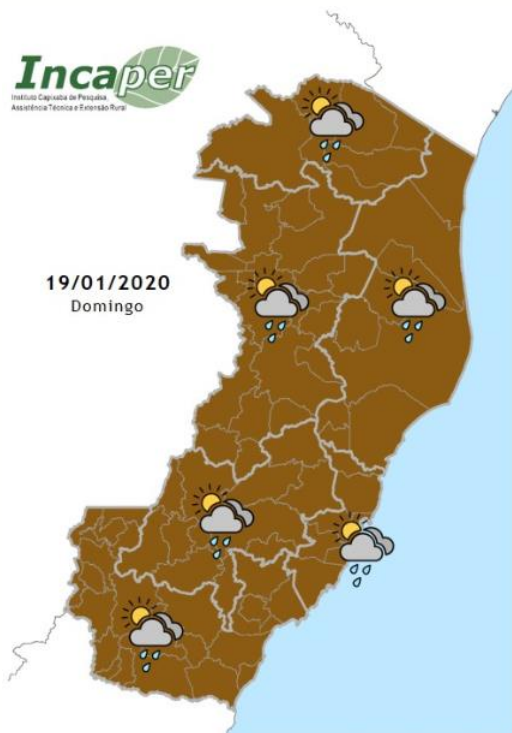 Incaper
Instituto Capixaba de Pesquisa,
Assistência Técnica e Extensão Rural
19/01/2020
Domingo